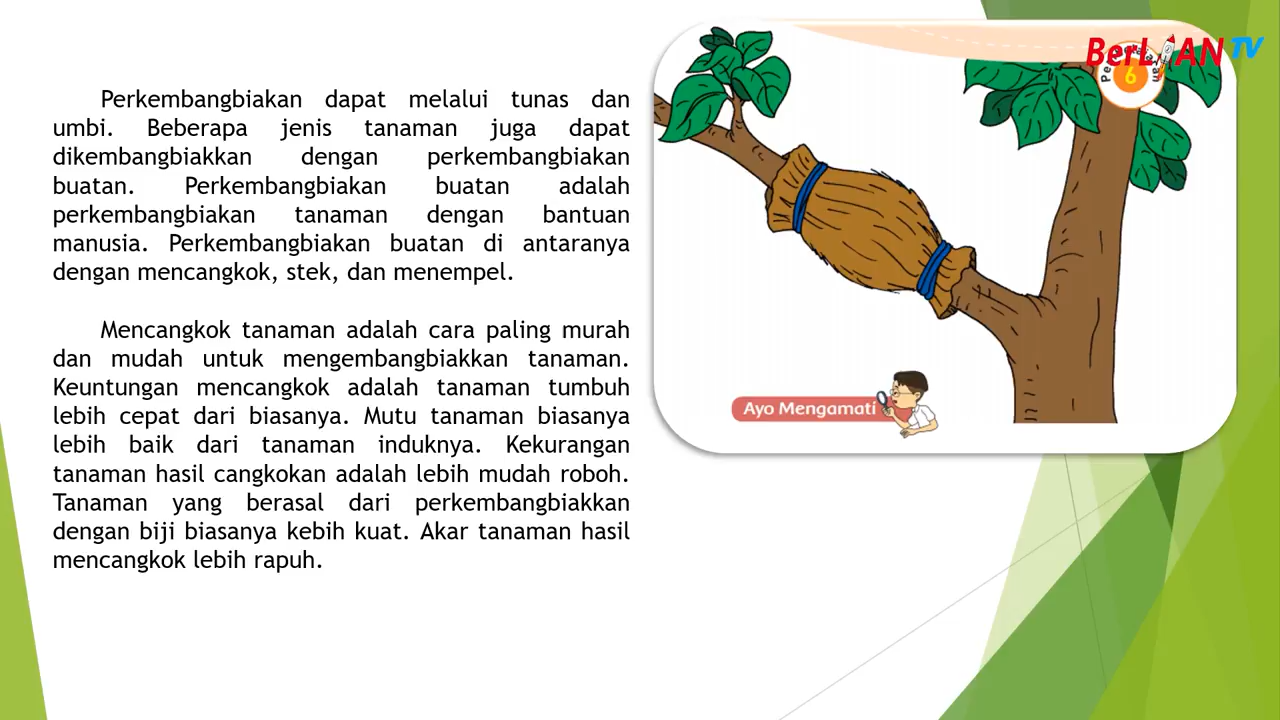 Perkembangbiakan dapat melalui tunas dan
umbi. Beberapa jenis tanaman juga dapat
dikembangbiakkan dengan perkembangbiakan
buatan. Perkembangbiakan buatan adalah
perkembangbiakan tanaman dengan bantuan
manusia. Perkembangbiakan buatan di antaranya
dengan mencangkok, stek, dan menempel.
Mencangkok tanaman adalah cara paling murah
dan mudah untuk mengembangbiakkan tanaman.
Keuntungan mencangkok adalah tanaman tumbuh
lebih cepat dari biasanya. Mutu tanaman biasanya
lebih baik dari tanaman induknya. Kekurangan
tanaman hasil cangkokan adalah lebih mudah roboh.
Tanaman yang berasal dari perkembangbiakkan
dengan biji biasanya kebih kuat. Akar tanaman hasil
mencangkok lebih rapuh.
BerLIAN TV
6
Ayo Mengamati